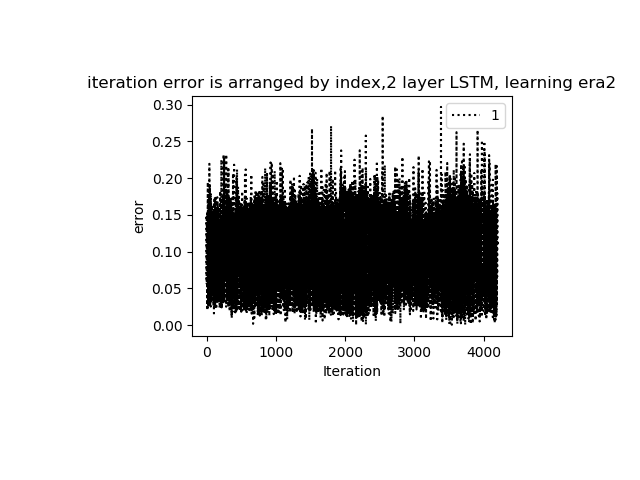 iteration error is arranged by index,2 layer LSTM, learning era2
0.30
1
0.25
0.20
0.15
error
0.10
0.05
0.00
0 1000 2000 3000 4000
Iteration